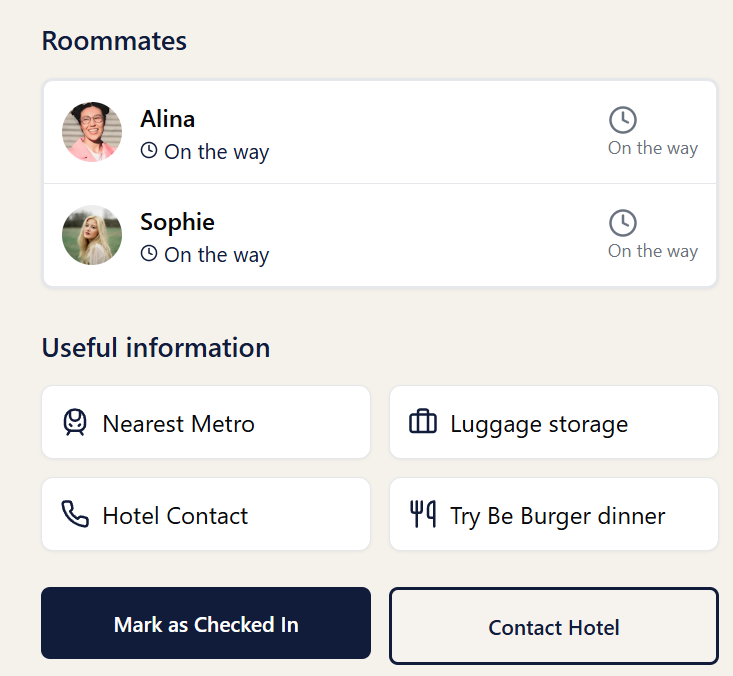 Roommates
Alina
On the way
On the way
Sophie
On the way
On the way
Useful information
Nearest Metro
Luggage storage
Hotel Contact
Try Be Burger dinner
Mark as Checked In
Contact Hotel